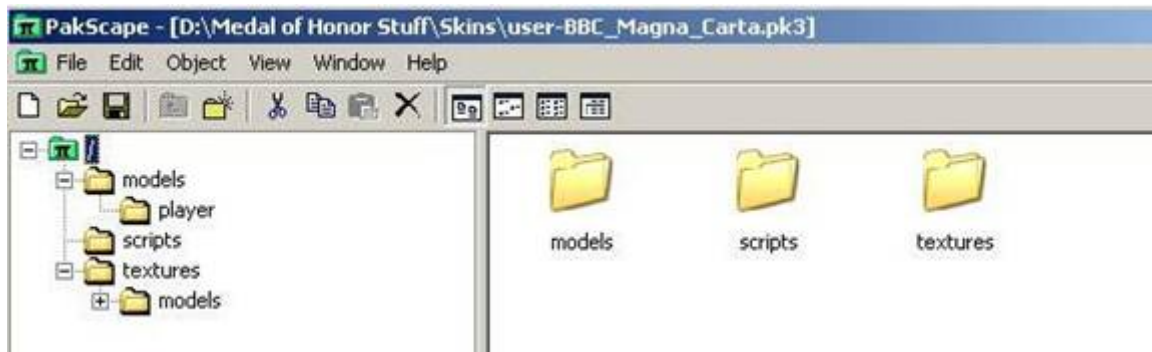 PakScape - [D:\Medal of Honor Stuff\Skins\user-BBC_Magna_Carta.pk3]
File Edit Object View Window Help
/
models
player
scripts
textures
models
models scripts textures